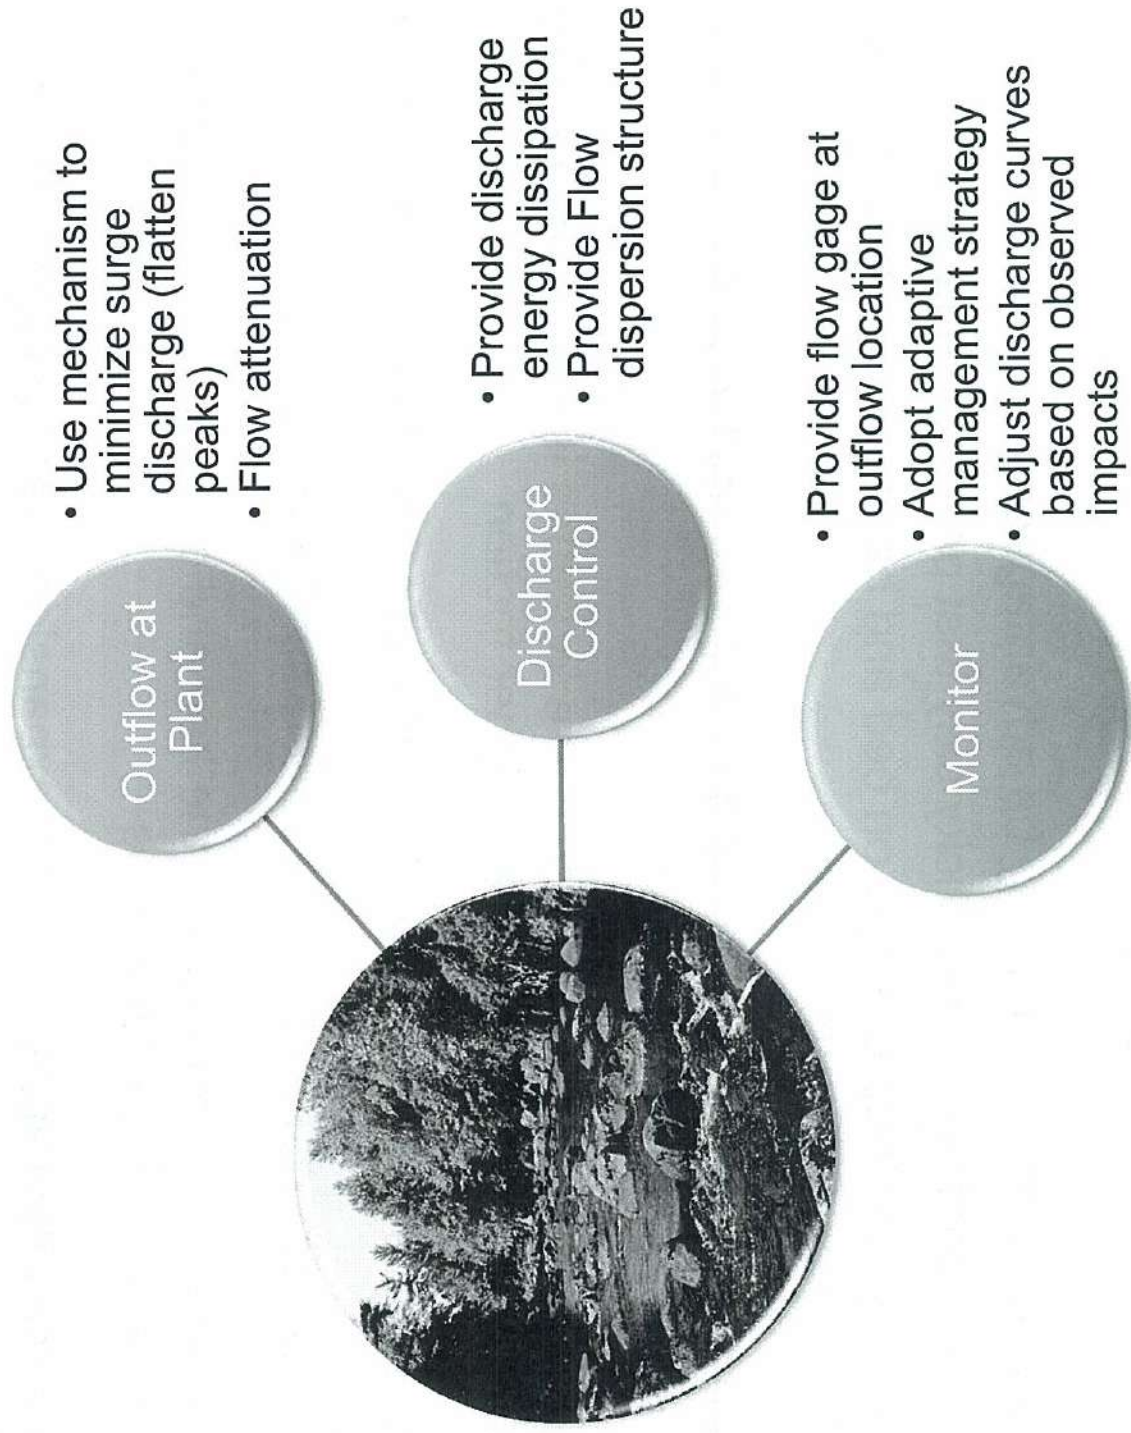 Outflow at
Plant
• Use mechanism to
minimize surge
discharge (flatten
peaks)
• Flow attenuation
Discharge
Control
• Provide discharge
energy dissipation
• Provide Flow
dispersion structure
Monitor
• Provide flow gage at
outflow location
• Adopt adaptive
management strategy
• Adjust discharge curves
based on observed
impacts